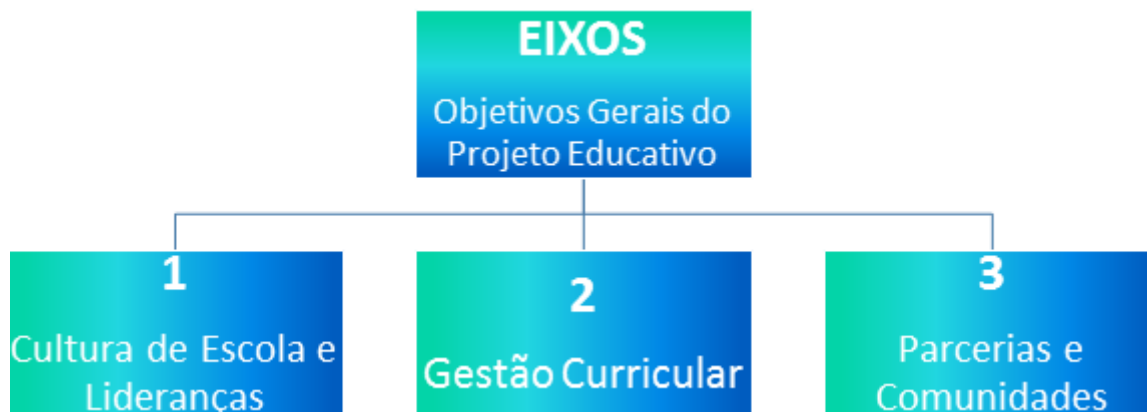 EIXOS
Objetivos Gerais do
Projeto Educativo
1
Cultura de Escola e
Lideranças
2
Gestão Curricular
3
Parcerias e
Comunidades